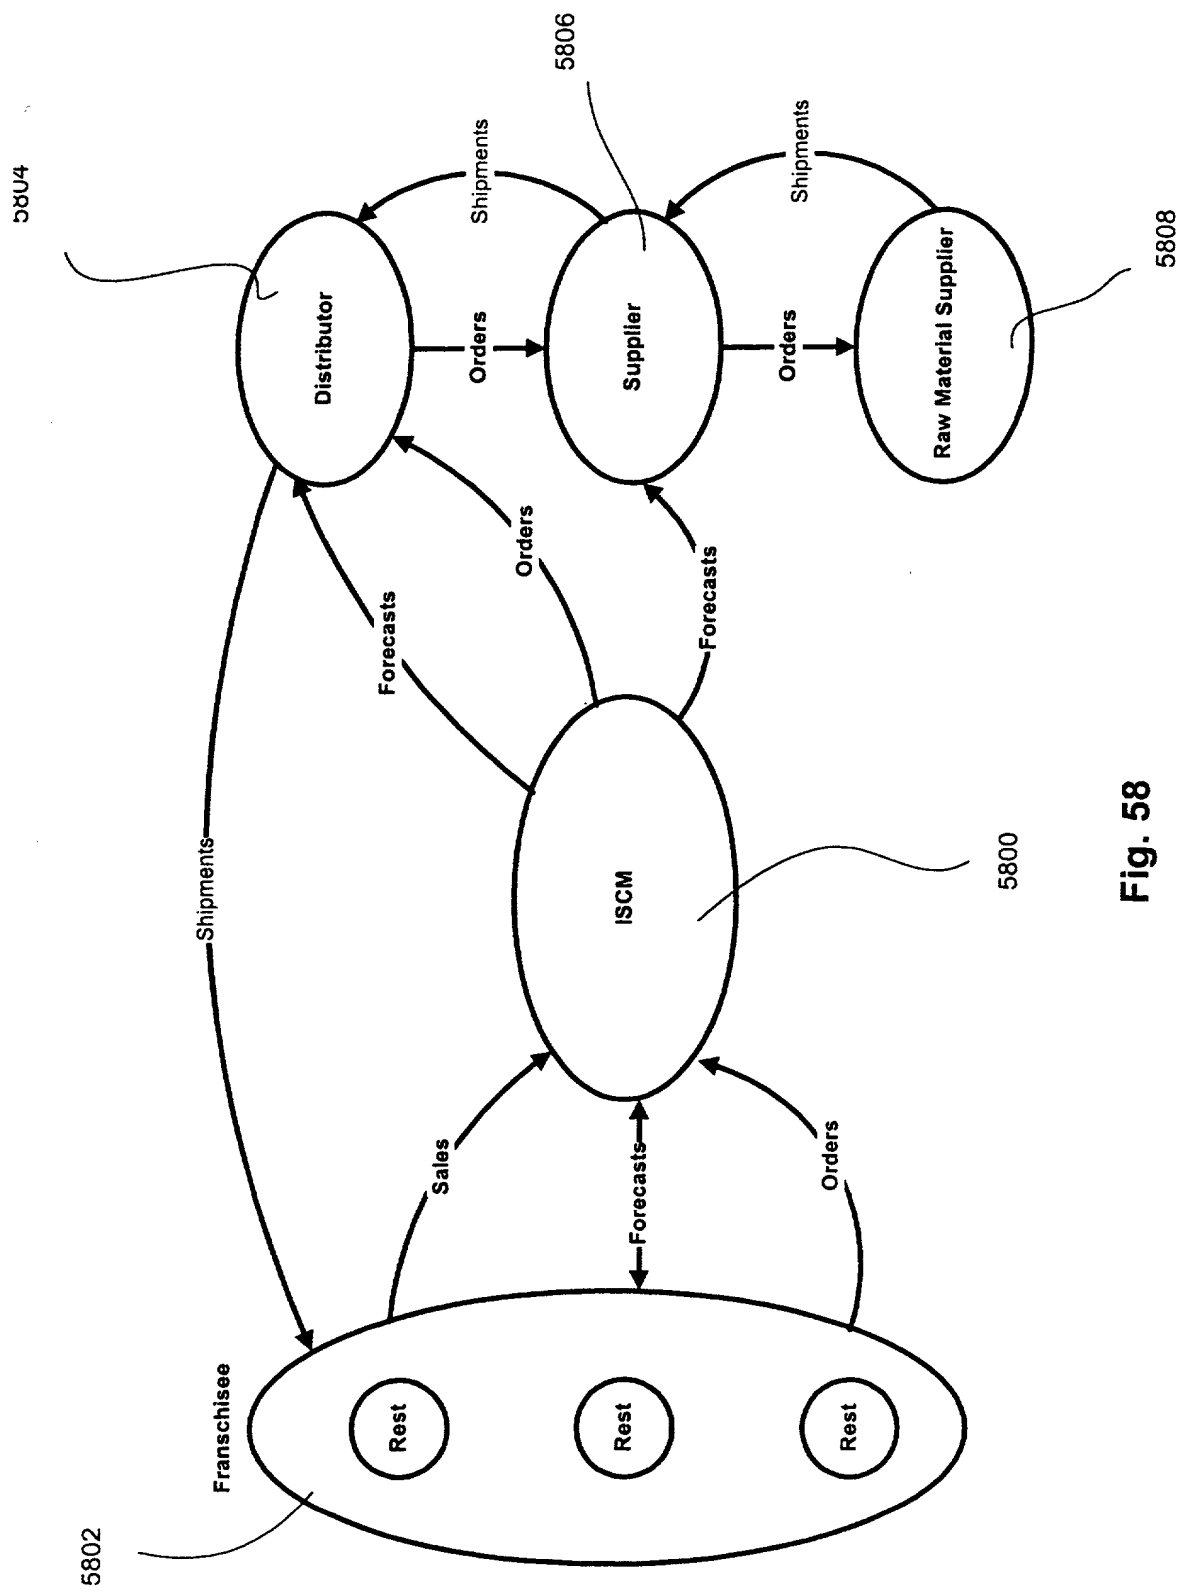 5804
5802
Shipments
Franschisee
Distributor
Forecasts
Rest
Sales
Orders
Shipments
Orders
5806
Rest
ISCM
Supplier
Forecasts
Forecasts
Orders
Shipments
Orders
Rest
Raw Material Supplier
5800
Fig. 58
5808